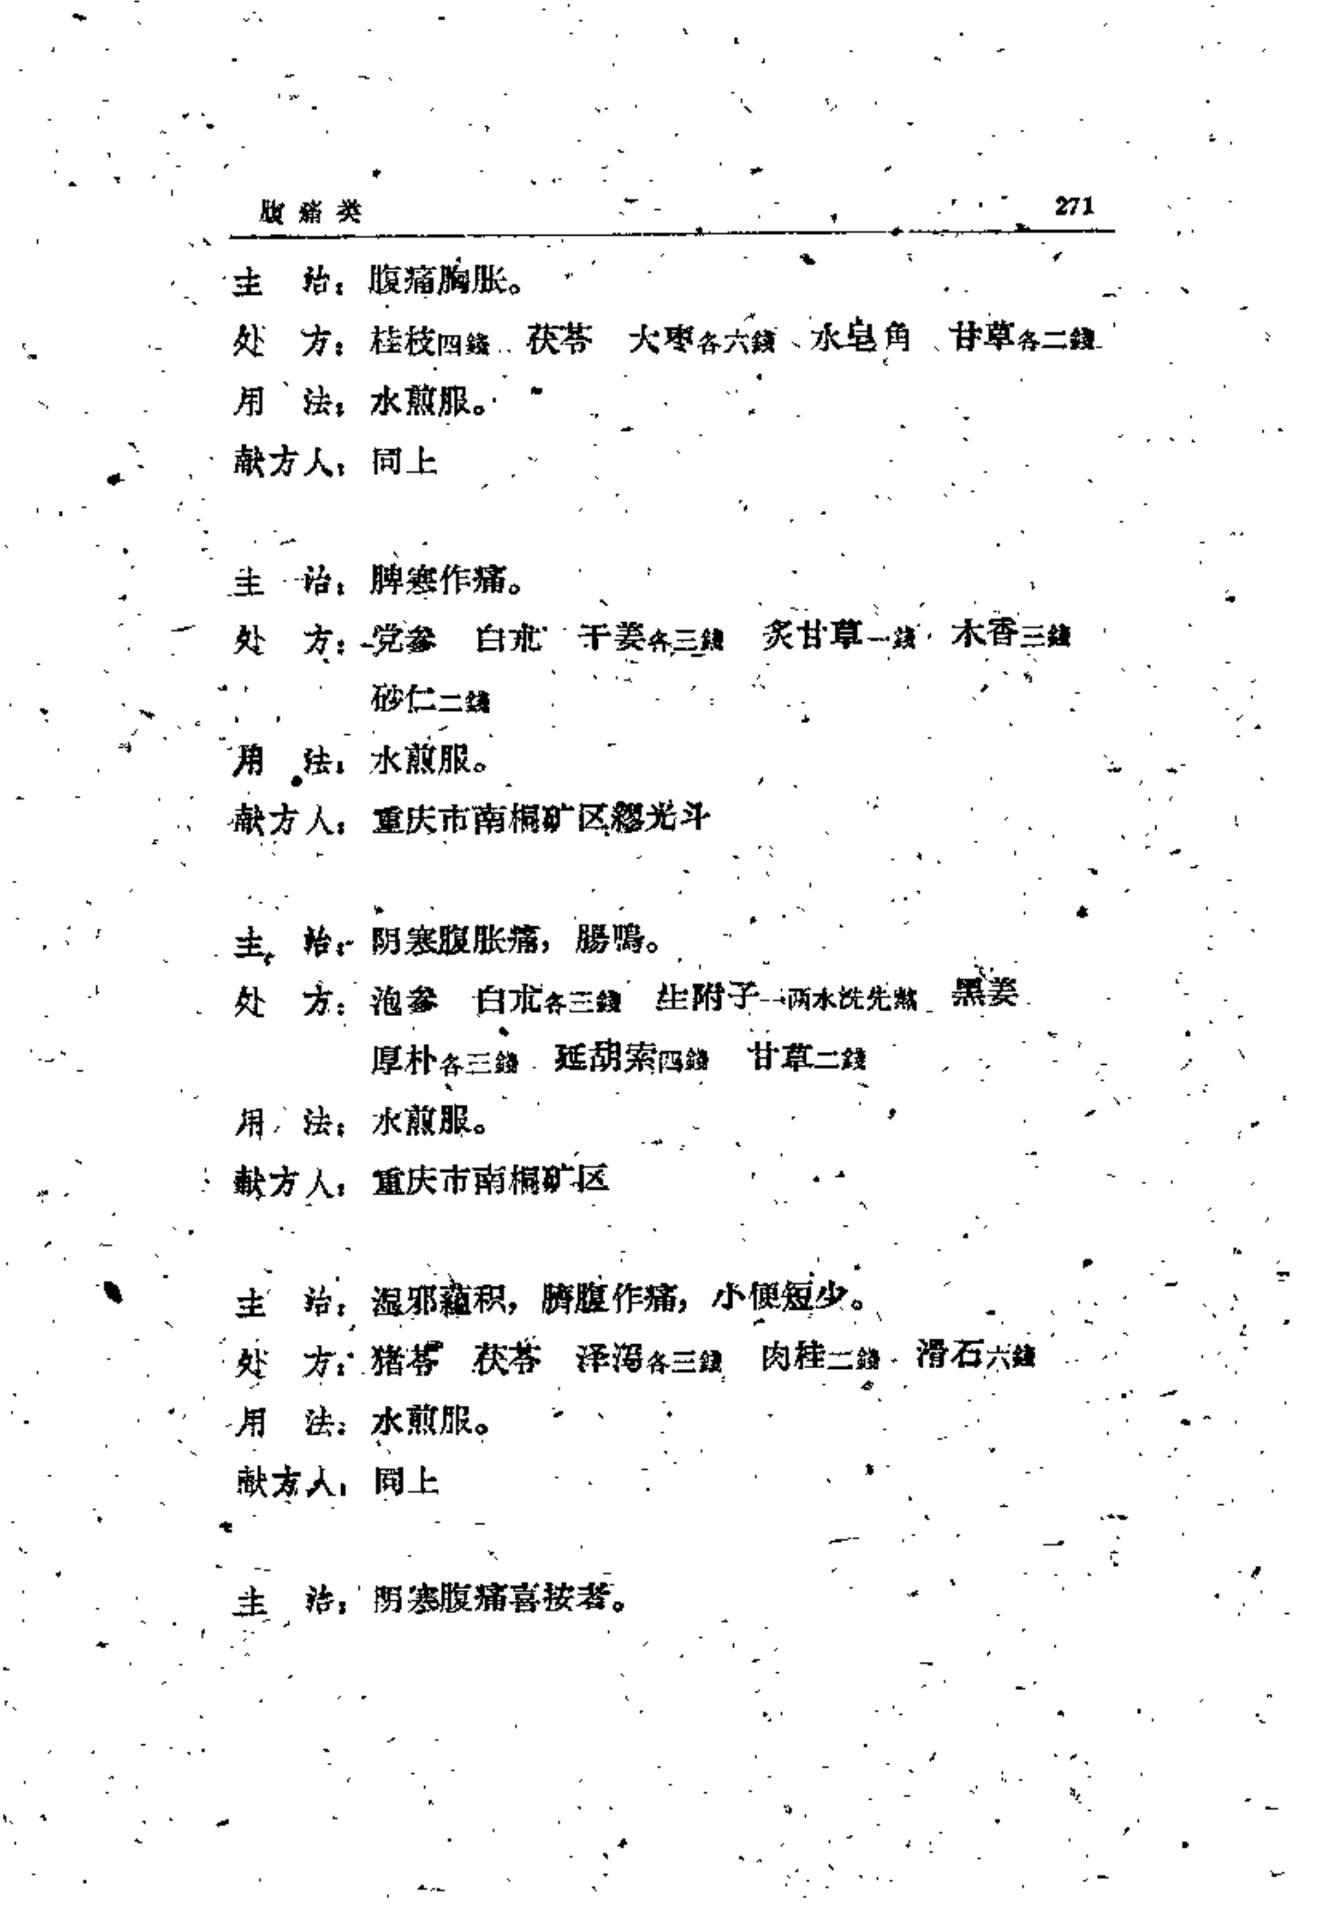 腹痛类 271
主 治：腹痛胸胀。
处 方：桂枝四錢 茯苓 大枣各六錢 水皂角 甘草各二錢
用 法：水煎服。
献方人：同上
主 治：脾寒作痛。
处 方：党参 白朮 干姜各三錢 炙甘草一錢 木香三錢
砂仁二錢
用 法：水煎服。
献方人：重庆市南桐矿区繆光斗
主 治：阴寒腹胀痛，腸鳴。
处 方：泡参 白朮各三錢 生附子一两水洗先熬 黑姜
厚朴各三錢 延胡索四錢 甘草二錢
用 法：水煎服。
献方人：重庆市南桐矿区
主 治：湿邪蘊积，臍腹作痛，小便短少。
处 方：猪苓 茯苓 泽泻各三錢 肉桂二錢 滑石六錢
用 法：水煎服。
献方人：同上
主 治：阴寒腹痛喜按者。